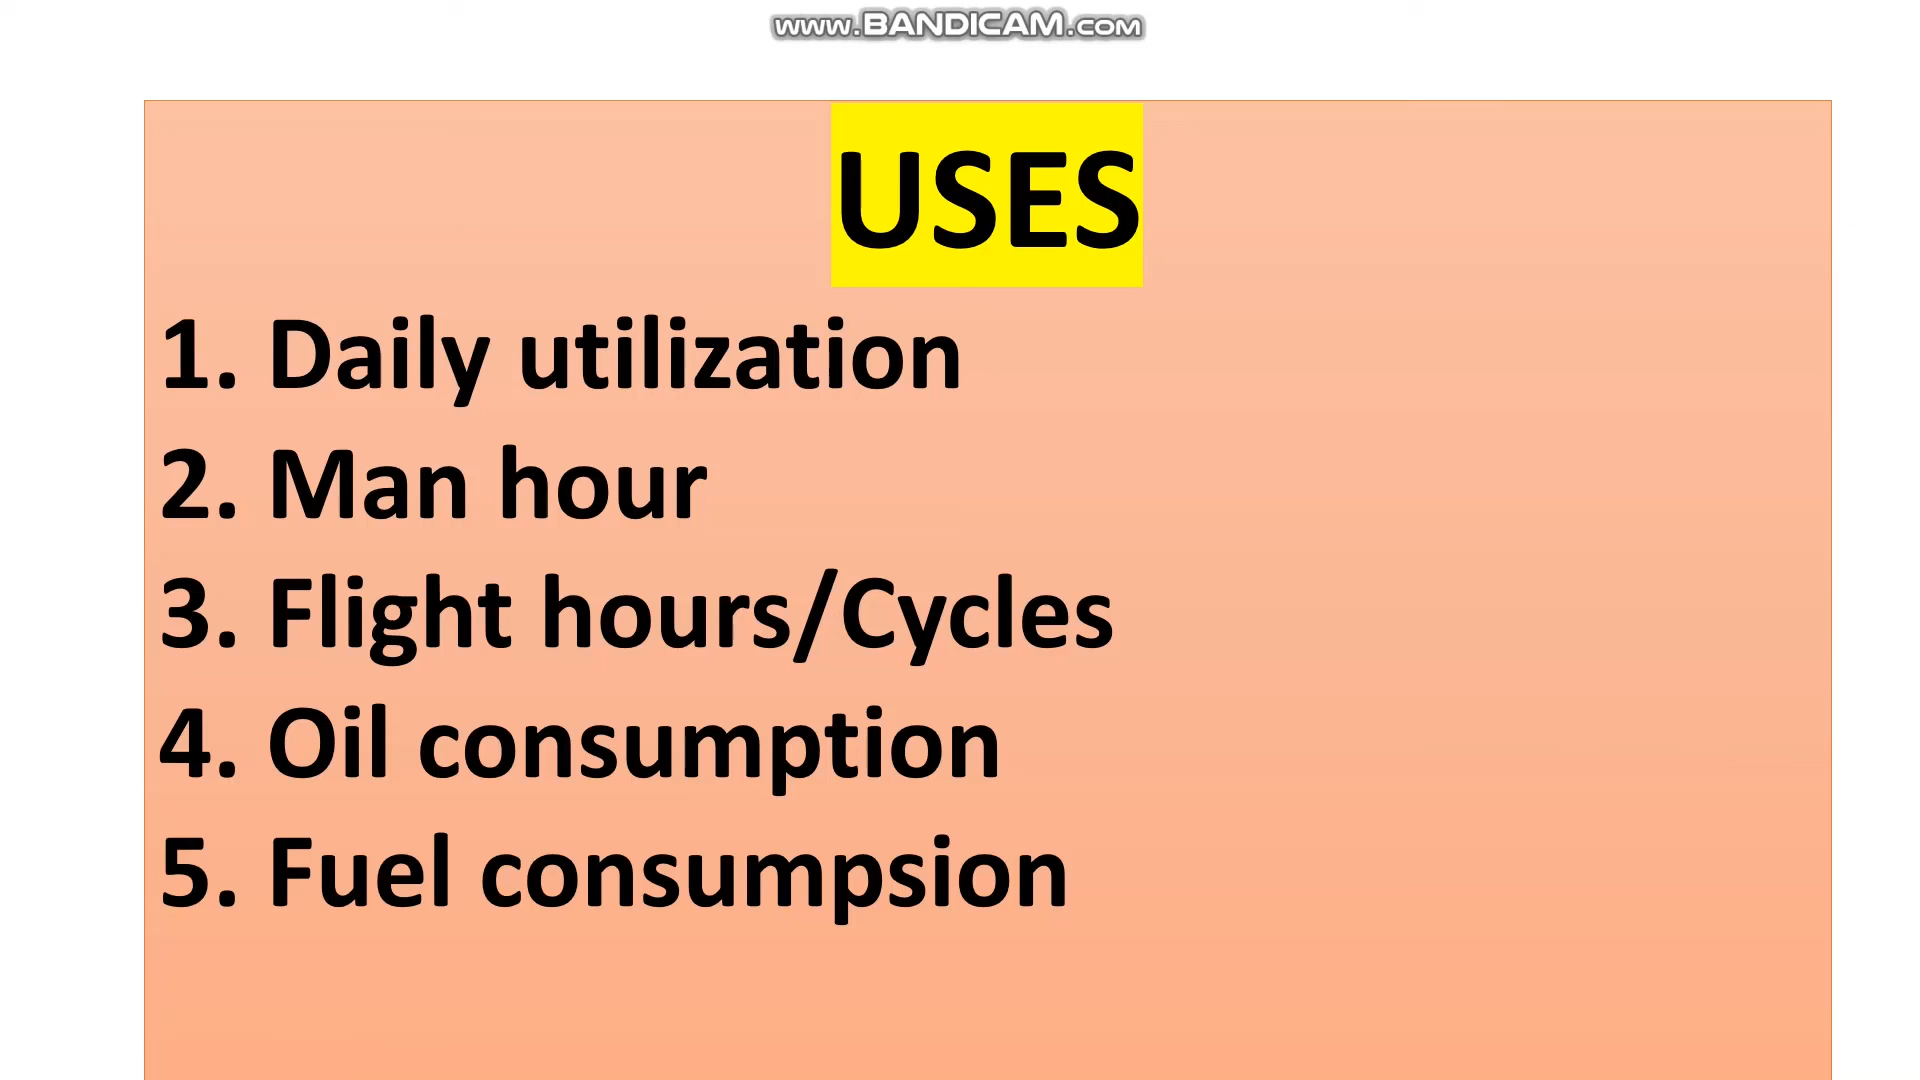 www.BANDICAM.com
USES
1. Daily utilization
2. Man hour
3. Flight hours/Cycles
4. Oil consumption
5. Fuel consumpsion